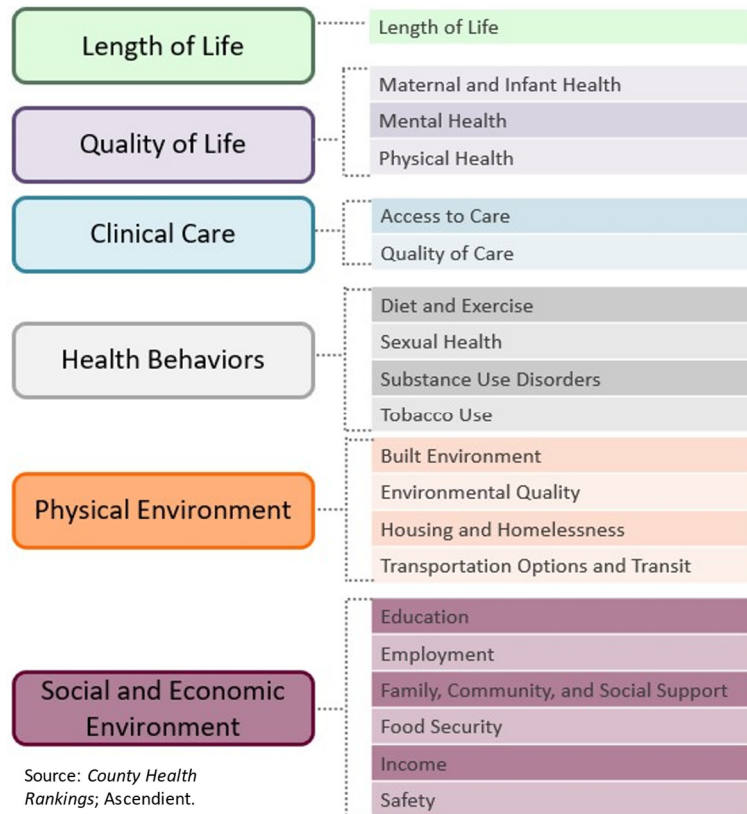 Length of Life
Length of Life
Quality of Life
Maternal and Infant Health
Mental Health
Physical Health
Clinical Care
Access to Care
Quality of Care
Health Behaviors
Diet and Exercise
Sexual Health
Substance Use Disorders
Tobacco Use
Physical Environment
Built Environment
Environmental Quality
Housing and Homelessness
Transportation Options and Transit
Social and Economic
Environment
Education
Employment
Family, Community, and Social Support
Food Security
Income
Safety
Source: County Health
Rankings; Ascendient.